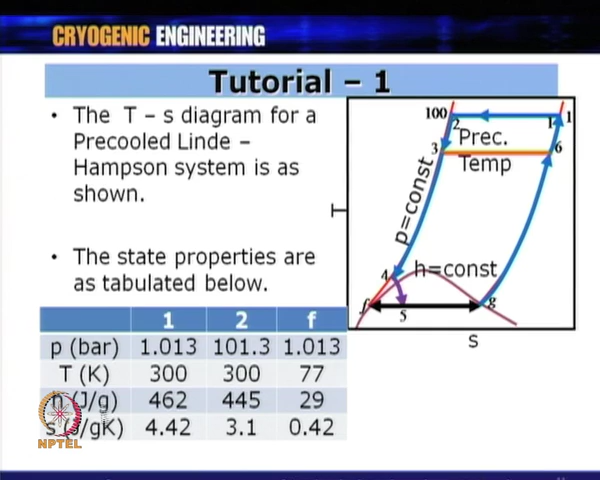 CRYOGENIC ENGINEERING
Tutorial – 1
• The T – s diagram for a
Precooled Linde –
Hampson system is as
shown.
• The state properties are
as tabulated below.
1 2 f
p (bar) 1.013 101.3 1.013
T (K) 300 300 77
h (J/g) 462 445 29
s (J/gK) 4.42 3.1 0.42
NPTEL
100
2
1
1
Prec.
3
6
Temp
p=const
T
4
h=const
f
g
5
s